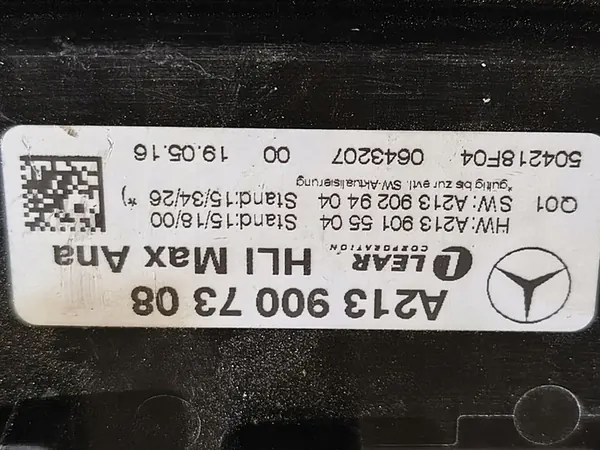 A213 900 73 08
LEAR CORPORATION HLI Max Ana
HW:A213 901 55 04 Stand:15/18/00
SW:A213 902 94 04 Stand:15/34/26 *)
Q01 *gültig bis zur evtl. SW-Aktualisierung
504218F04 0643207 00 19.05.16